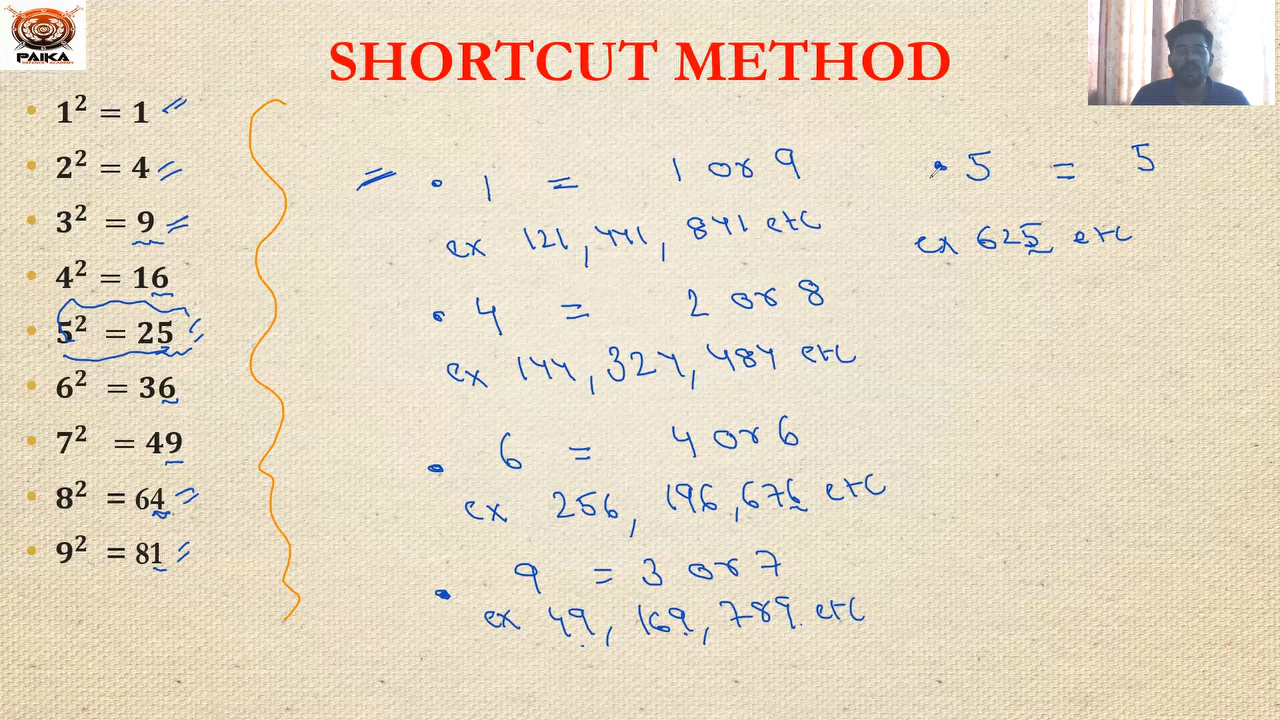 PAIKA
DEFENCE ACADEMY
SHORTCUT METHOD
• 1² = 1
• 2² = 4
• 3² = 9
• 4² = 16
• 5² = 25
• 6² = 36
• 7² = 49
• 8² = 64
• 9² = 81
• 1 = 1 or 9
ex 121, 441, 841 etc
• 4 = 2 or 8
ex 144, 324, 484 etc
• 6 = 4 or 6
ex 256, 196, 676 etc
• 9 = 3 or 7
ex 49, 169, 789 etc
• 5 = 5
ex 625 etc